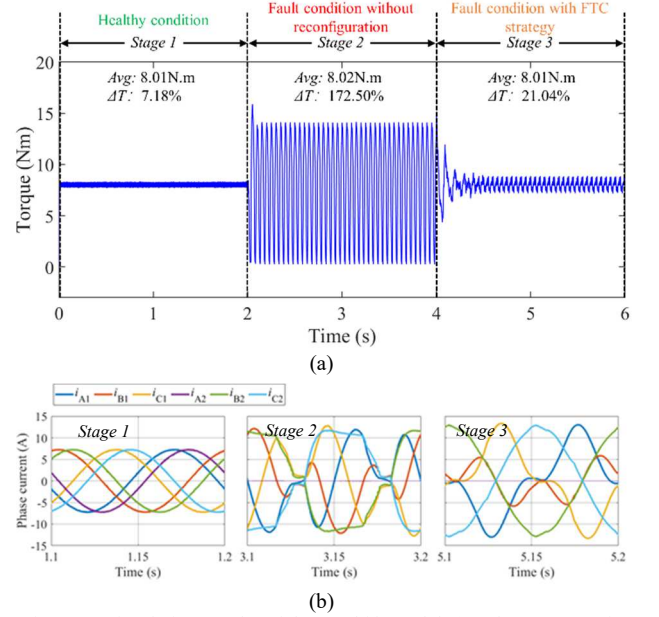 Healthy condition
Fault condition without
reconfiguration
Fault condition with FTC
strategy
Stage 1
Stage 2
Stage 3
20
15
10
5
0
Torque (Nm)
Avg: 8.01N.m
ΔT: 7.18%
Avg: 8.02N.m
ΔT: 172.50%
Avg: 8.01N.m
ΔT: 21.04%
0 1 2 3 4 5 6
Time (s)
(a)
iA1 iB1 iC1 iA2 iB2 iC2
15
10
5
0
-5
-10
-15
Phase current (A)
Stage 1
Stage 2
Stage 3
1.1 1.15 1.2
3.1 3.15 3.2
5.1 5.15 5.2
Time (s)
Time (s)
Time (s)
(b)